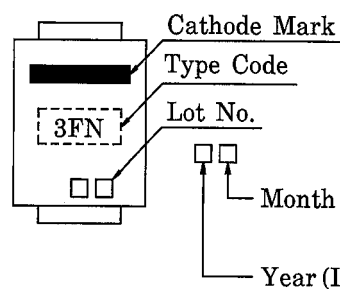 Cathode Mark
Type Code
3FN
Lot No.
Month
Year (